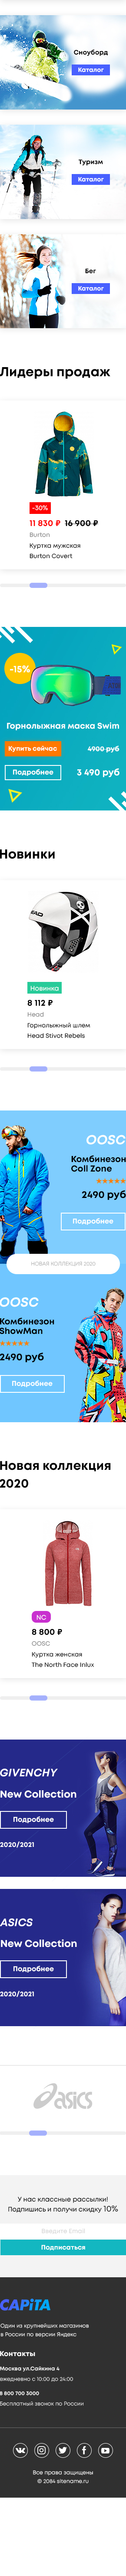 Сноуборд
Каталог
Туризм
Каталог
Бег
Каталог
Лидеры продаж
-30%
11 830 ₽ 16 900 ₽
Burton
Куртка мужская
Burton Covert
-15%
Горнолыжная маска Swim
Купить сейчас 4900 руб
Подробнее 3 490 руб
Новинки
HEAD
Новинка
8 112 ₽
Head
Горнолыжный шлем
Head Stivot Rebels
OOSC
Комбинезон
Coll Zone
2490 руб
Подробнее
НОВАЯ КОЛЛЕКЦИЯ 2020
OOSC
Комбинезон
ShowMan
2490 руб
Подробнее
Новая коллекция
2020
NC
8 800 ₽
OOSC
Куртка женская
The North Face Inlux
GIVENCHY
New Collection
Подробнее
2020/2021
ASICS
New Collection
Подробнее
2020/2021
asics
У нас классные рассылки!
Подпишись и получи скидку 10%
Введите Email
Подписаться
CAPiTA
Один из крупнейших магазинов
в России по версии Яндекс
Контакты
Москва ул.Сайкина 4
ежедневно с 10:00 до 24:00
8 800 700 3000
Бесплатный звонок по России
Все права защищены
© 2084 sitename.ru